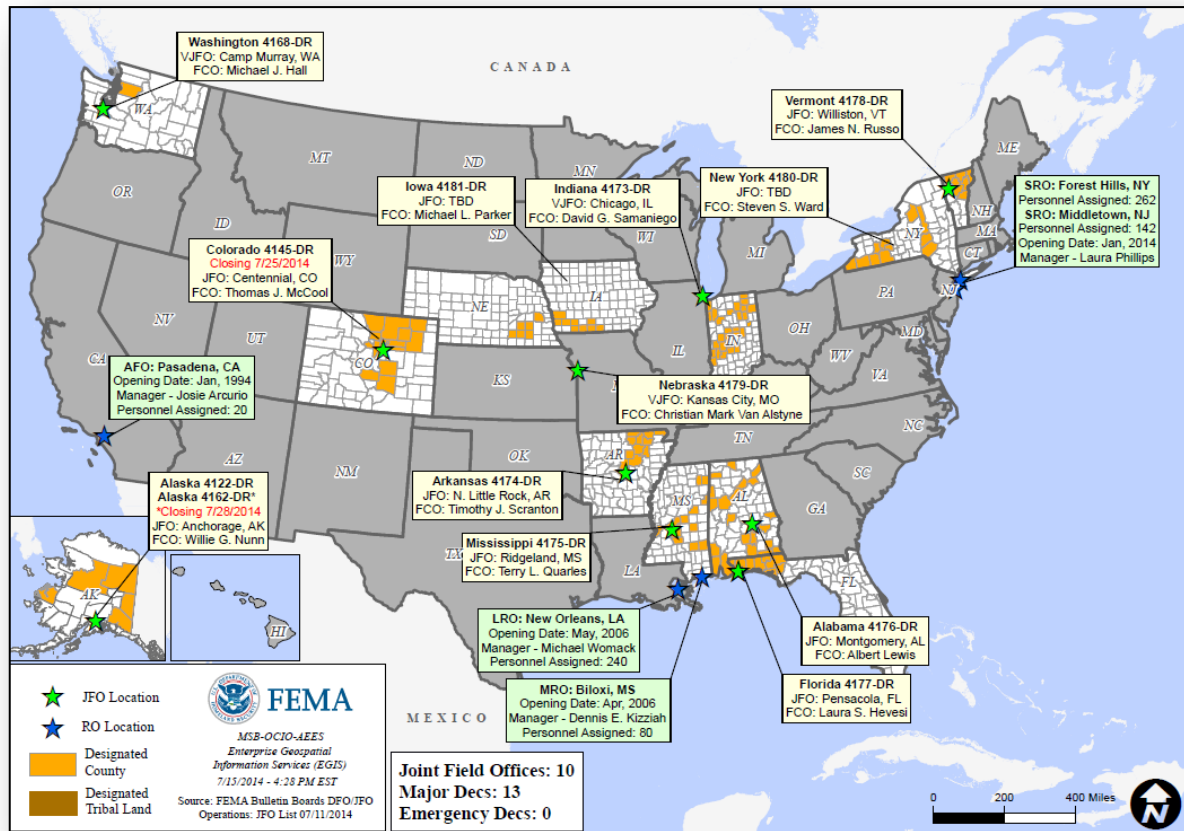 CANADA
Washington 4168-DR
VJFO: Camp Murray, WA
FCO: Michael J. Hall
Vermont 4178-DR
JFO: Williston, VT
FCO: James N. Russo
Iowa 4181-DR
JFO: TBD
FCO: Michael L. Parker
Indiana 4173-DR
VJFO: Chicago, IL
FCO: David G. Samaniego
New York 4180-DR
JFO: TBD
FCO: Steven S. Ward
SRO: Forest Hills, NY
Personnel Assigned: 262
SRO: Middletown, NJ
Personnel Assigned: 142
Opening Date: Jan, 2014
Manager - Laura Phillips
Colorado 4145-DR
Closing 7/25/2014
JFO: Centennial, CO
FCO: Thomas J. McCool
AFO: Pasadena, CA
Opening Date: Jan, 1994
Manager - Josie Arcurio
Personnel Assigned: 20
Nebraska 4179-DR
VJFO: Kansas City, MO
FCO: Christian Mark Van Alstyne
Alaska 4122-DR
Alaska 4162-DR*
*Closing 7/28/2014
JFO: Anchorage, AK
FCO: Willie G. Nunn
Arkansas 4174-DR
JFO: N. Little Rock, AR
FCO: Timothy J. Scranton
Mississippi 4175-DR
JFO: Ridgeland, MS
FCO: Terry L. Quarles
LRO: New Orleans, LA
Opening Date: May, 2006
Manager - Michael Womack
Personnel Assigned: 240
MRO: Biloxi, MS
Opening Date: Apr, 2006
Manager - Dennis E. Kizziah
Personnel Assigned: 80
Alabama 4176-DR
JFO: Montgomery, AL
FCO: Albert Lewis
Florida 4177-DR
JFO: Pensacola, FL
FCO: Laura S. Hevesi
WA
MT
ND
MN
ME
OR
ID
SD
WI
MI
NY
NH
MA
CT
WY
NE
IA
PA
NJ
NV
UT
CO
KS
IL
IN
OH
MD
WV
VA
CA
AZ
NM
OK
AR
TN
NC
SC
TX
LA
MS
AL
GA
FL
AK
HI
MEXICO
JFO Location
RO Location
Designated
County
Designated
Tribal Land
FEMA
MSB-OCIO-AEES
Enterprise Geospatial
Information Services (EGIS)
7/15/2014 - 4:28 PM EST
Source: FEMA Bulletin Boards DFO/JFO
Operations: JFO List 07/11/2014
Joint Field Offices: 10
Major Decs: 13
Emergency Decs: 0
0 200 400 Miles
N